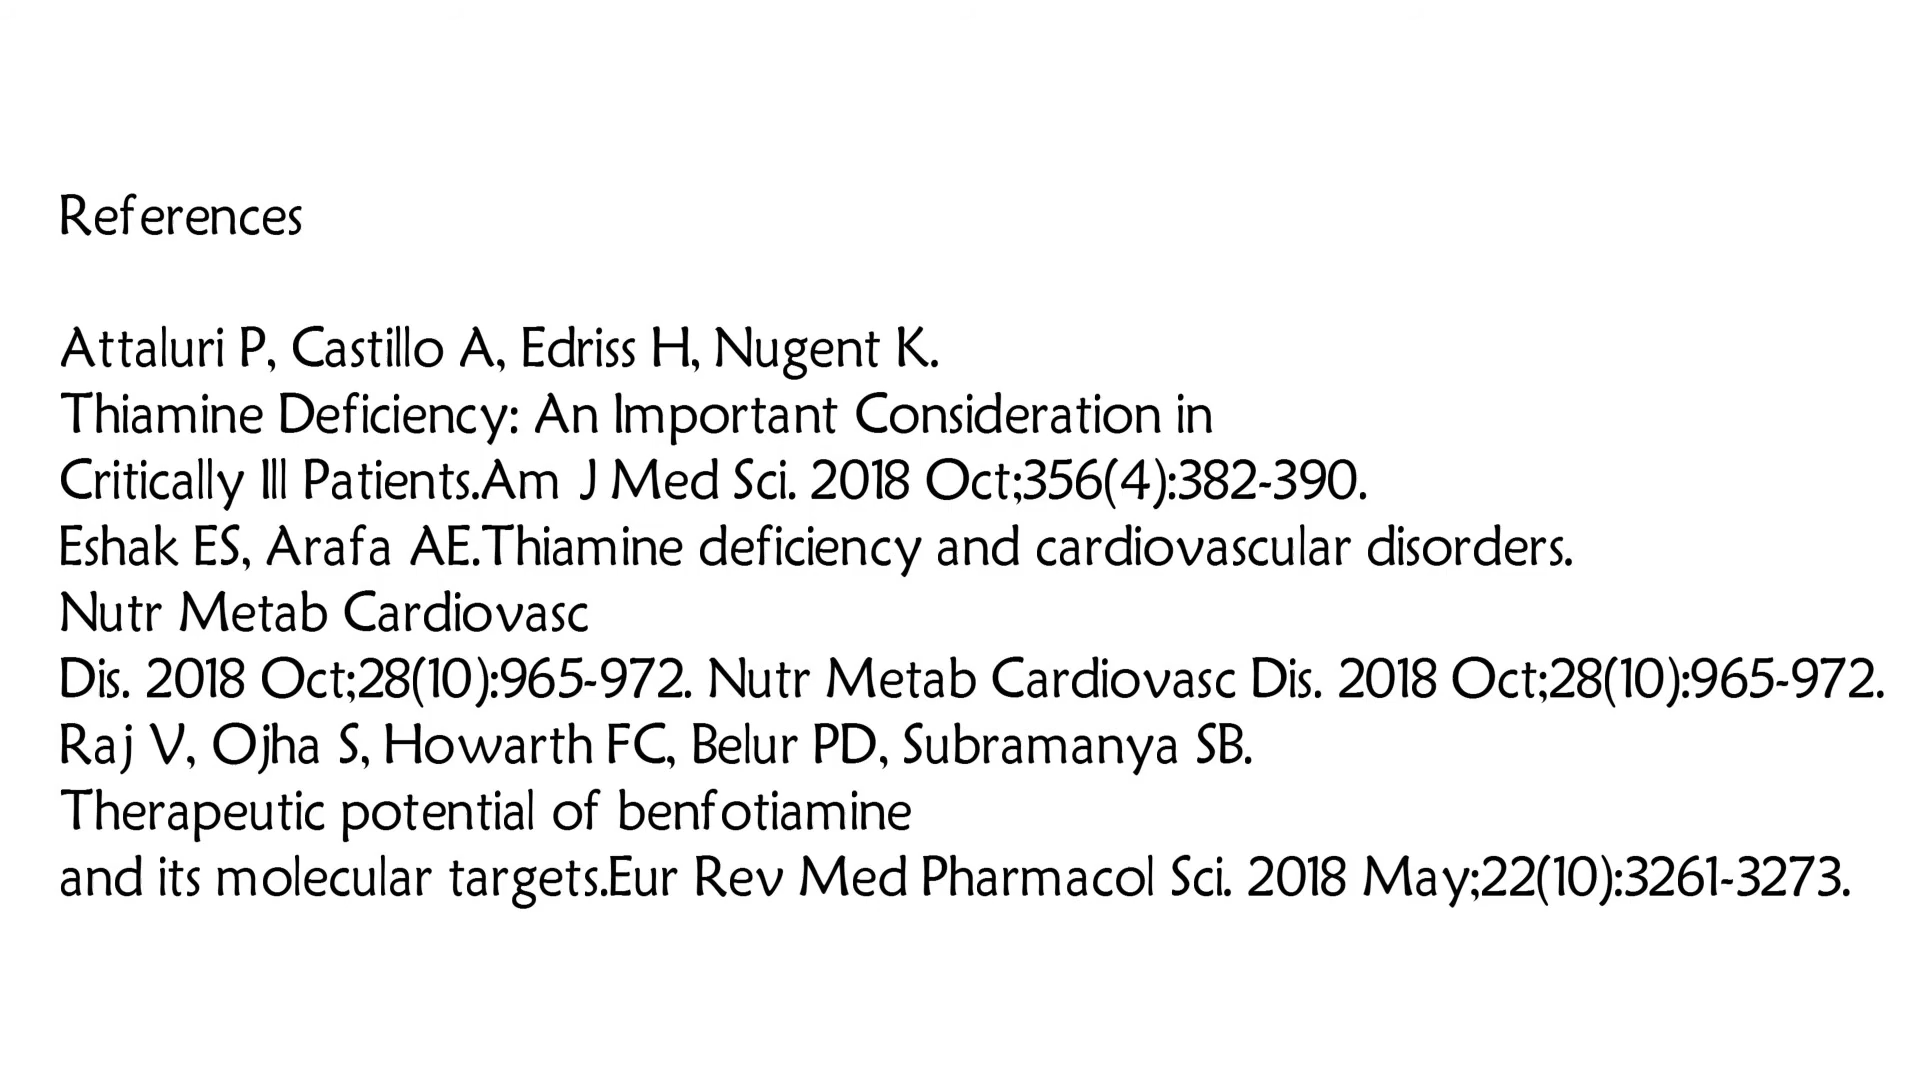 References
Attaluri P, Castillo A, Edriss H, Nugent K.
Thiamine Deficiency: An Important Consideration in
Critically Ill Patients.Am J Med Sci. 2018 Oct;356(4):382-390.
Eshak ES, Arafa AE.Thiamine deficiency and cardiovascular disorders.
Nutr Metab Cardiovasc
Dis. 2018 Oct;28(10):965-972. Nutr Metab Cardiovasc Dis. 2018 Oct;28(10):965-972.
Raj V, Ojha S, Howarth FC, Belur PD, Subramanya SB.
Therapeutic potential of benfotiamine
and its molecular targets.Eur Rev Med Pharmacol Sci. 2018 May;22(10):3261-3273.